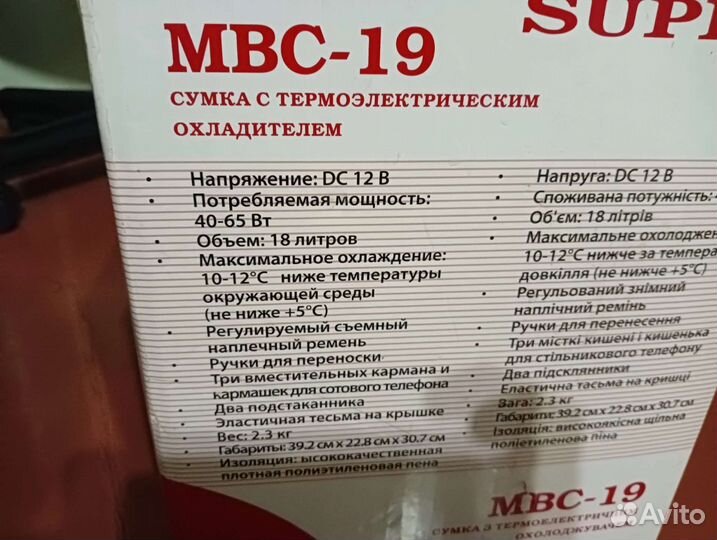 SUP
MBC-19
СУМКА С ТЕРМОЭЛЕКТРИЧЕСКИМ
ОХЛАДИТЕЛЕМ
• Напряжение: DC 12 В
• Потребляемая мощность:
40-65 Вт
• Объем: 18 литров
• Максимальное охлаждение:
10-12°С ниже температуры
окружающей среды
(не ниже +5°С)
• Регулируемый съемный
наплечный ремень
• Ручки для переноски
• Три вместительных кармана и
кармашек для сотового телефона
• Два подстаканника
• Эластичная тесьма на крышке
• Вес: 2.3 кг
• Габариты: 39.2 см х 22.8 см х 30.7 см
• Изоляция: высококачественная
плотная полиэтиленовая пена
• Напруга: DC 12 В
• Споживана потужність:
• Об'єм: 18 літрів
• Максимальне охолоджен
10-12°С нижче за темпера
довкілля (не нижче +5°С)
• Регульований знімний
наплічний ремінь
• Ручки для перенесення
• Три місткі кишені і кишенька
для стільникового телефону
• Два підсклянники
• Еластична тасьма на кришці
• Вага: 2.3 кг
• Габарити: 39.2 см х 22.8 см х 30.7 см
• Ізоляція: високоякісна щільна
поліетиленова піна
MBC-19
СУМКА З ТЕРМОЕЛЕКТРИЧНИМ
ОХОЛОДЖУВАЧЕМ
Avito